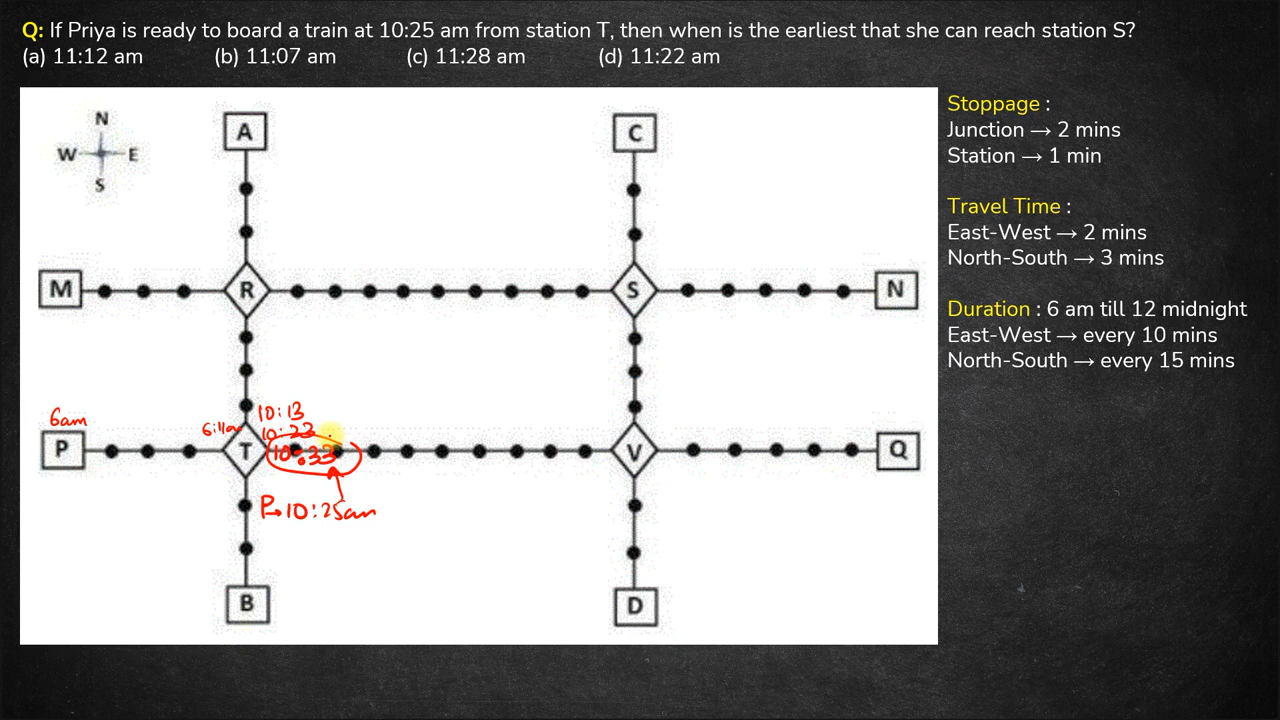 Q: If Priya is ready to board a train at 10:25 am from station T, then when is the earliest that she can reach station S?
(a) 11:12 am (b) 11:07 am (c) 11:28 am (d) 11:22 am
Stoppage :
Junction → 2 mins
Station → 1 min
Travel Time :
East-West → 2 mins
North-South → 3 mins
Duration : 6 am till 12 midnight
East-West → every 10 mins
North-South → every 15 mins
N
W E
S
A C
M R S N
6am
10:13
10:23
P T 10:33 V Q
P→10:25am
B D